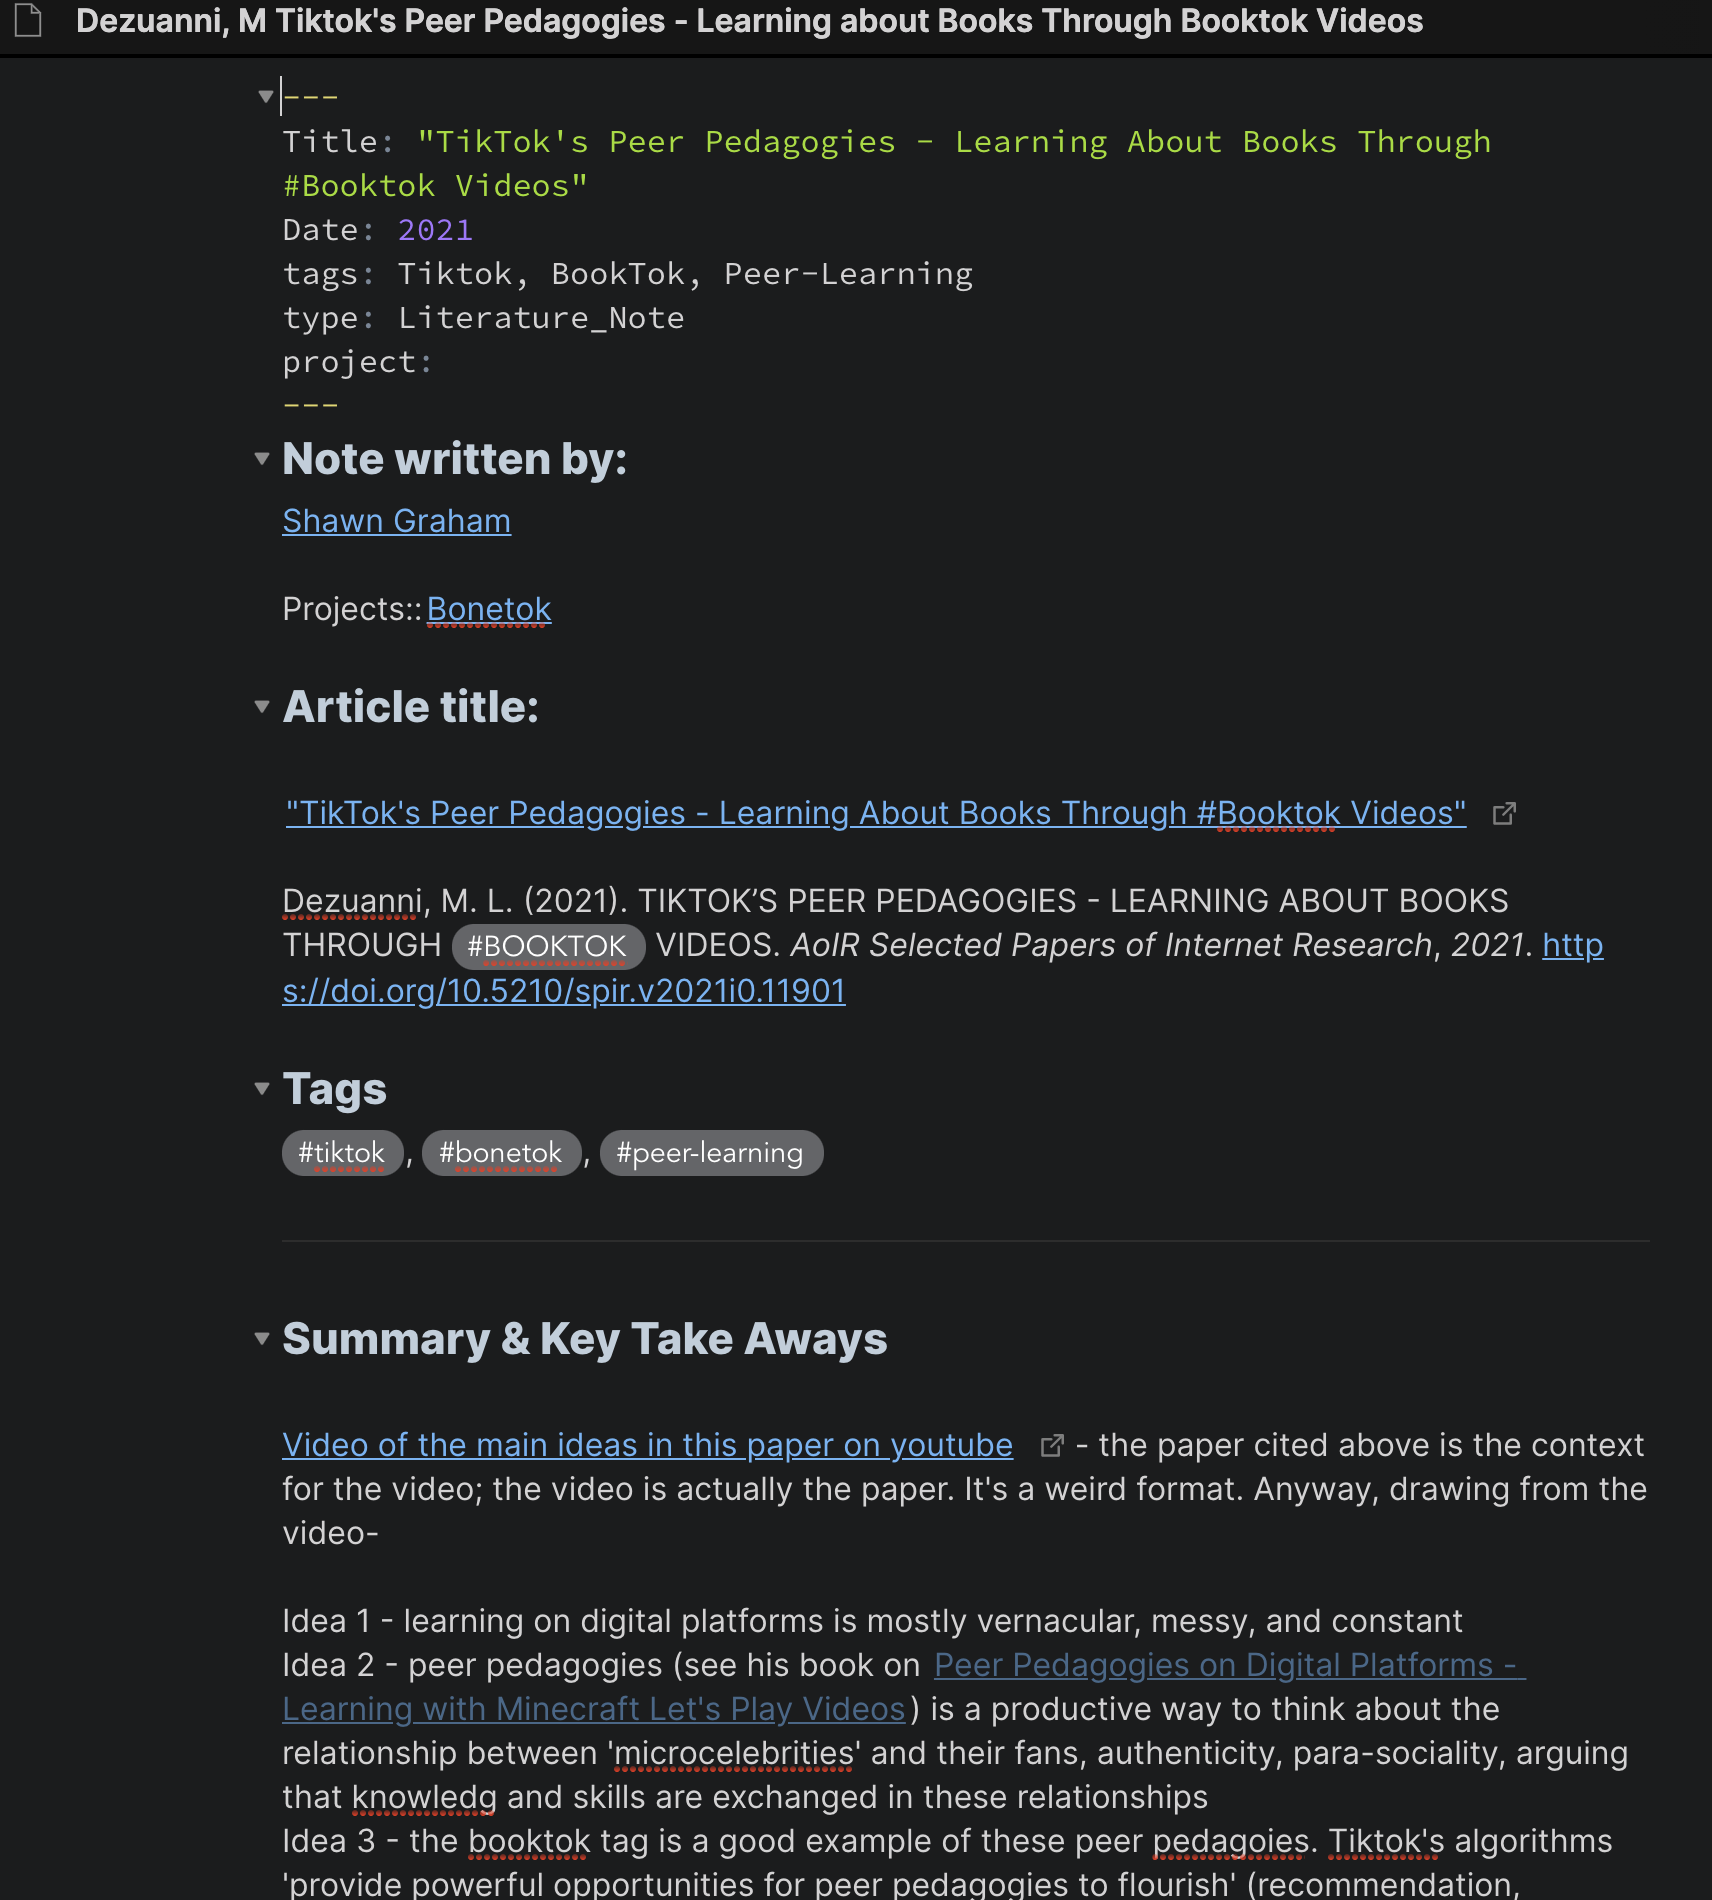 Dezuanni, M Tiktok's Peer Pedagogies - Learning about Books Through Booktok Videos
---
Title: "TikTok's Peer Pedagogies - Learning About Books Through
#Booktok Videos"
Date: 2021
tags: Tiktok, BookTok, Peer-Learning
type: Literature_Note
project:
---
Note written by:
Shawn Graham
Projects:: Bonetok
Article title:
"TikTok's Peer Pedagogies - Learning About Books Through #Booktok Videos"
Dezuanni, M. L. (2021). TIKTOK’S PEER PEDAGOGIES - LEARNING ABOUT BOOKS
THROUGH #BOOKTOK VIDEOS. AoIR Selected Papers of Internet Research, 2021. http
s://doi.org/10.5210/spir.v2021i0.11901
Tags
#tiktok, #bonetok, #peer-learning
Summary & Key Take Aways
Video of the main ideas in this paper on youtube - the paper cited above is the context
for the video; the video is actually the paper. It's a weird format. Anyway, drawing from the
video-
Idea 1 - learning on digital platforms is mostly vernacular, messy, and constant
Idea 2 - peer pedagogies (see his book on Peer Pedagogies on Digital Platforms -
Learning with Minecraft Let's Play Videos) is a productive way to think about the
relationship between 'microcelebrities' and their fans, authenticity, para-sociality, arguing
that knowledg and skills are exchanged in these relationships
Idea 3 - the booktok tag is a good example of these peer pedagoies. Tiktok's algorithms
'provide powerful opportunities for peer pedagogies to flourish' (recommendation,